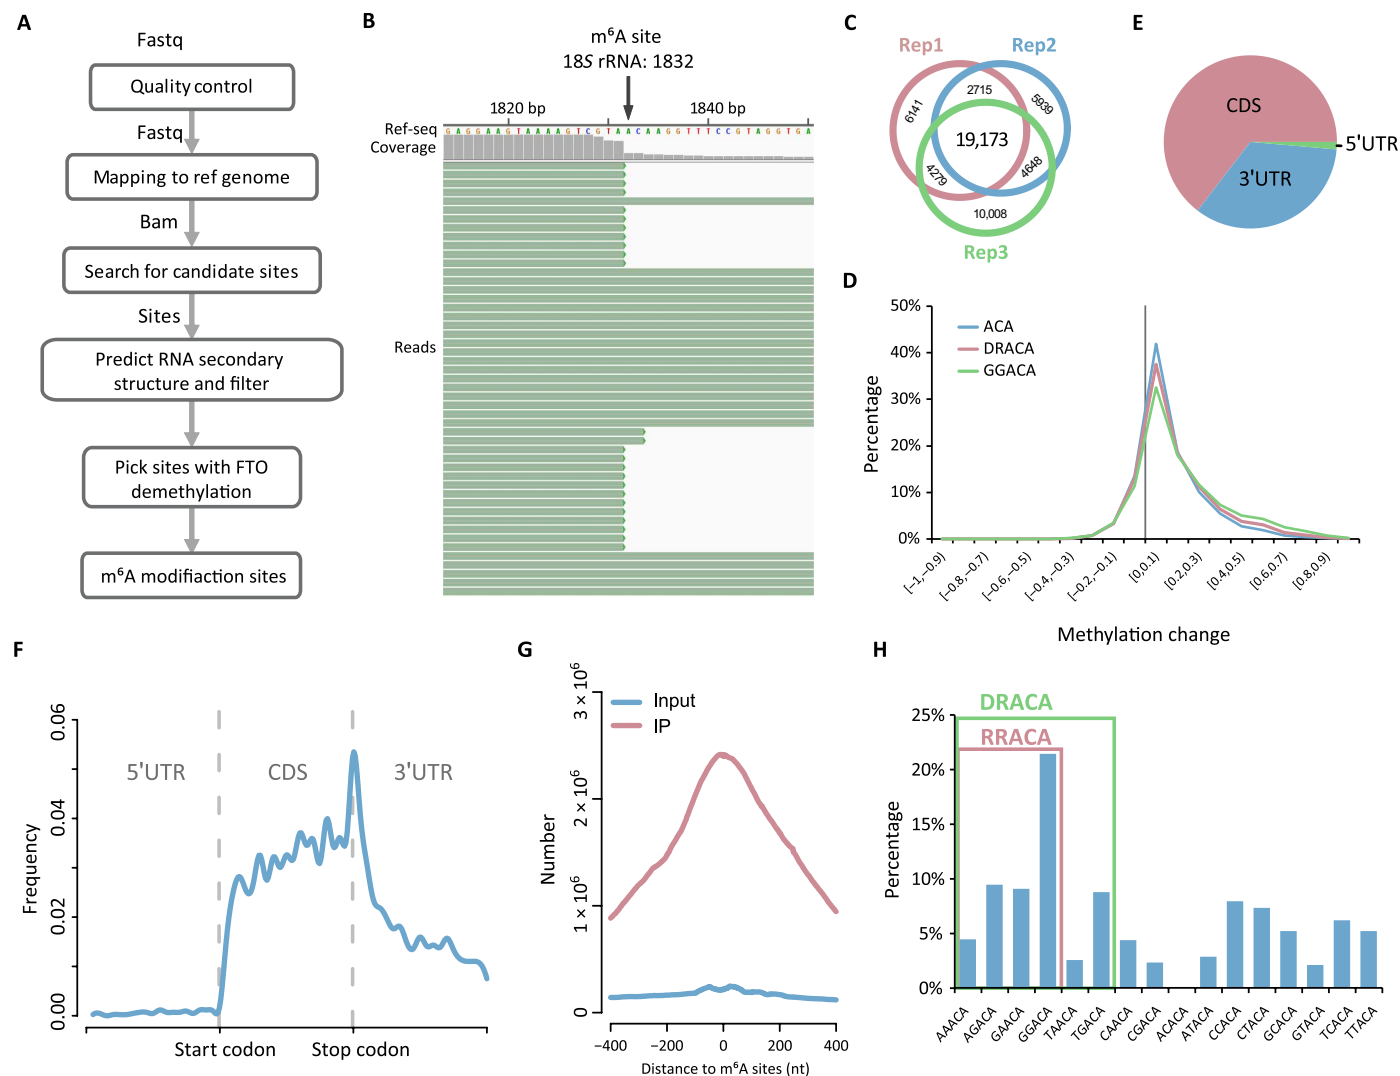 A
Fastq
Quality control
Fastq
Mapping to ref genome
Bam
Search for candidate sites
Sites
Predict RNA secondary
structure and filter
Pick sites with FTO
demethylation
m⁶A modifiaction sites
B
m⁶A site
18S rRNA: 1832
1820 bp
1840 bp
Ref-seq
GAGGAAGTAAAAGTCGTAACAAGGTTTCCGTAGGTGA
Coverage
Reads
C
Rep1
Rep2
2715
6141
5939
19,173
4279
4648
10,008
Rep3
E
CDS
5'UTR
3'UTR
D
50%
40%
30%
20%
10%
0%
Percentage
ACA
DRACA
GGACA
[−1,−0.9)
[−0.8,−0.7)
[−0.6,−0.5)
[−0.4,−0.3)
[−0.2,−0.1)
[0,0.1)
[0.2,0.3)
[0.4,0.5)
[0.6,0.7)
[0.8,0.9)
Methylation change
F
0.06
0.04
0.02
0.00
Frequency
5'UTR
CDS
3'UTR
Start codon
Stop codon
G
3 × 10⁶
2 × 10⁶
1 × 10⁶
0
Number
Input
IP
−400
−200
0
200
400
Distance to m⁶A sites (nt)
H
DRACA
RRACA
25%
20%
15%
10%
5%
0%
Percentage
AAACA
AGACA
GAACA
GGACA
TAACA
TGACA
CAACA
CGACA
ACACA
ATACA
CCACA
CTACA
GCACA
GTACA
TCACA
TTACA